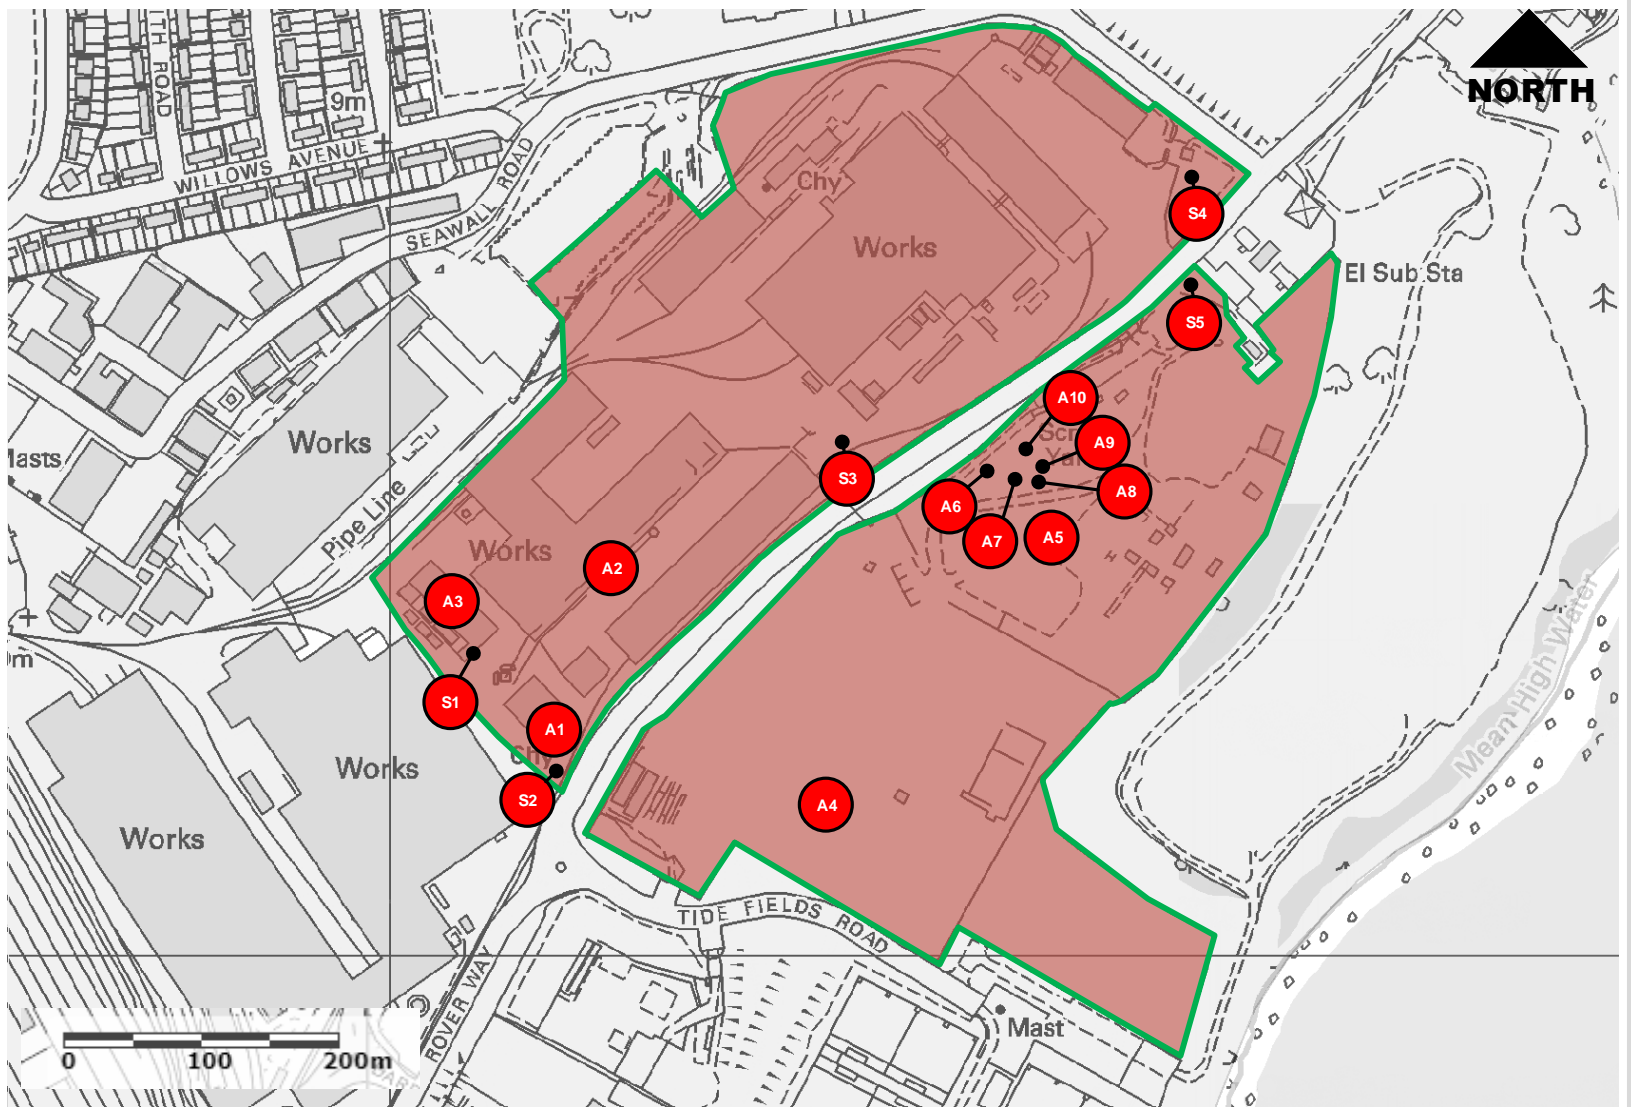 NORTH
ROAD
9m
WILLOWS AVENUE
SEAWALL ROAD
Chy
Works
S4
El Sub Sta
S5
A10
A9
A8
A6
A7
A5
S3
Works
Pipe Line
Works
A2
A3
S1
A1
S2
Works
Works
A4
Mean High Water
TIDE FIELDS ROAD
ROVER WAY
Mast
0 100 200m